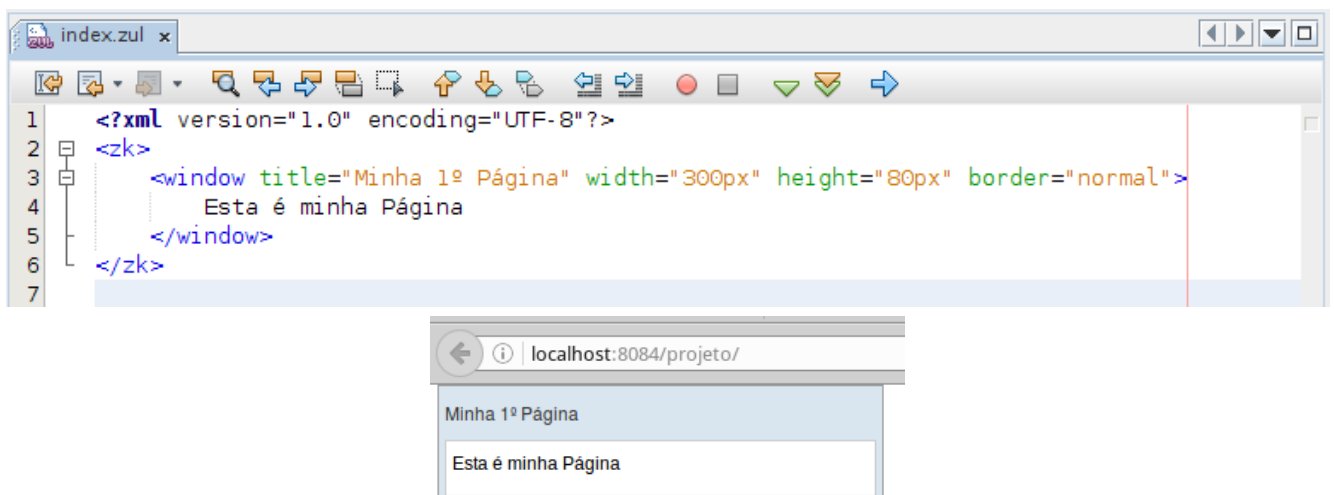 index.zul x
1 <?xml version="1.0" encoding="UTF-8"?>
2 <zk>
3 <window title="Minha 1º Página" width="300px" height="80px" border="normal">
4 Esta é minha Página
5 </window>
6 </zk>
7
localhost:8084/projeto/
Minha 1º Página
Esta é minha Página